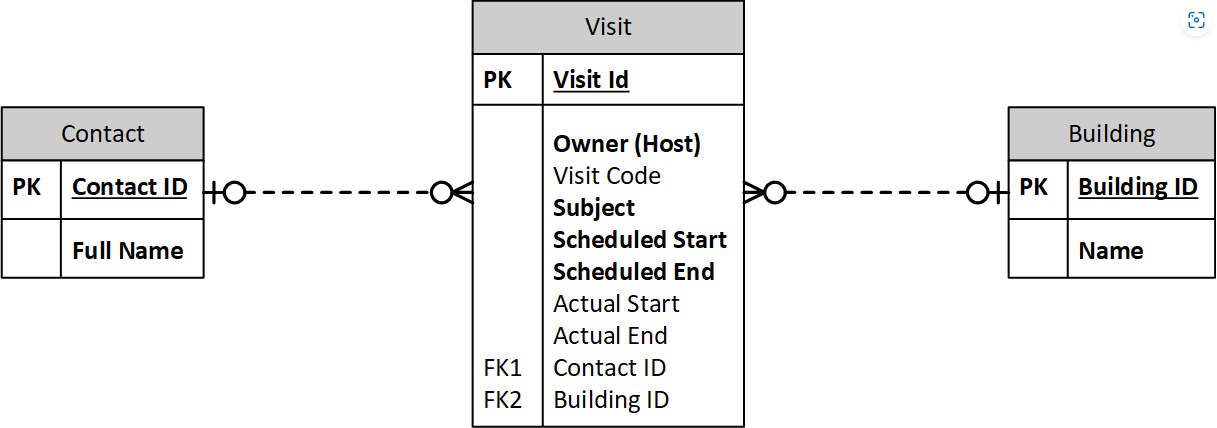 Contact
PK Contact ID
Full Name
Visit
PK Visit Id
Owner (Host)
Visit Code
Subject
Scheduled Start
Scheduled End
Actual Start
Actual End
FK1 Contact ID
FK2 Building ID
Building
PK Building ID
Name